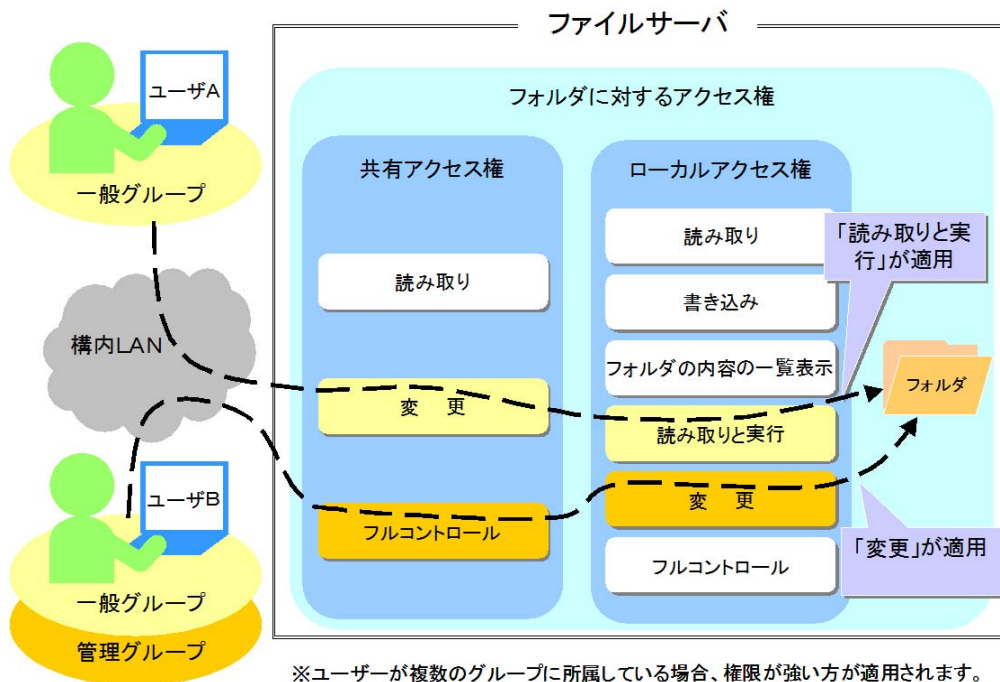 ファイルサーバ
ユーザA
一般グループ
フォルダに対するアクセス権
共有アクセス権
ローカルアクセス権
読み取り
変　更
フルコントロール
読み取り
書き込み
フォルダの内容の一覧表示
読み取りと実行
変　更
フルコントロール
「読み取りと実
行」が適用
フォルダ
「変更」が適用
構内LAN
ユーザB
一般グループ
管理グループ
※ユーザーが複数のグループに所属している場合、権限が強い方が適用されます。